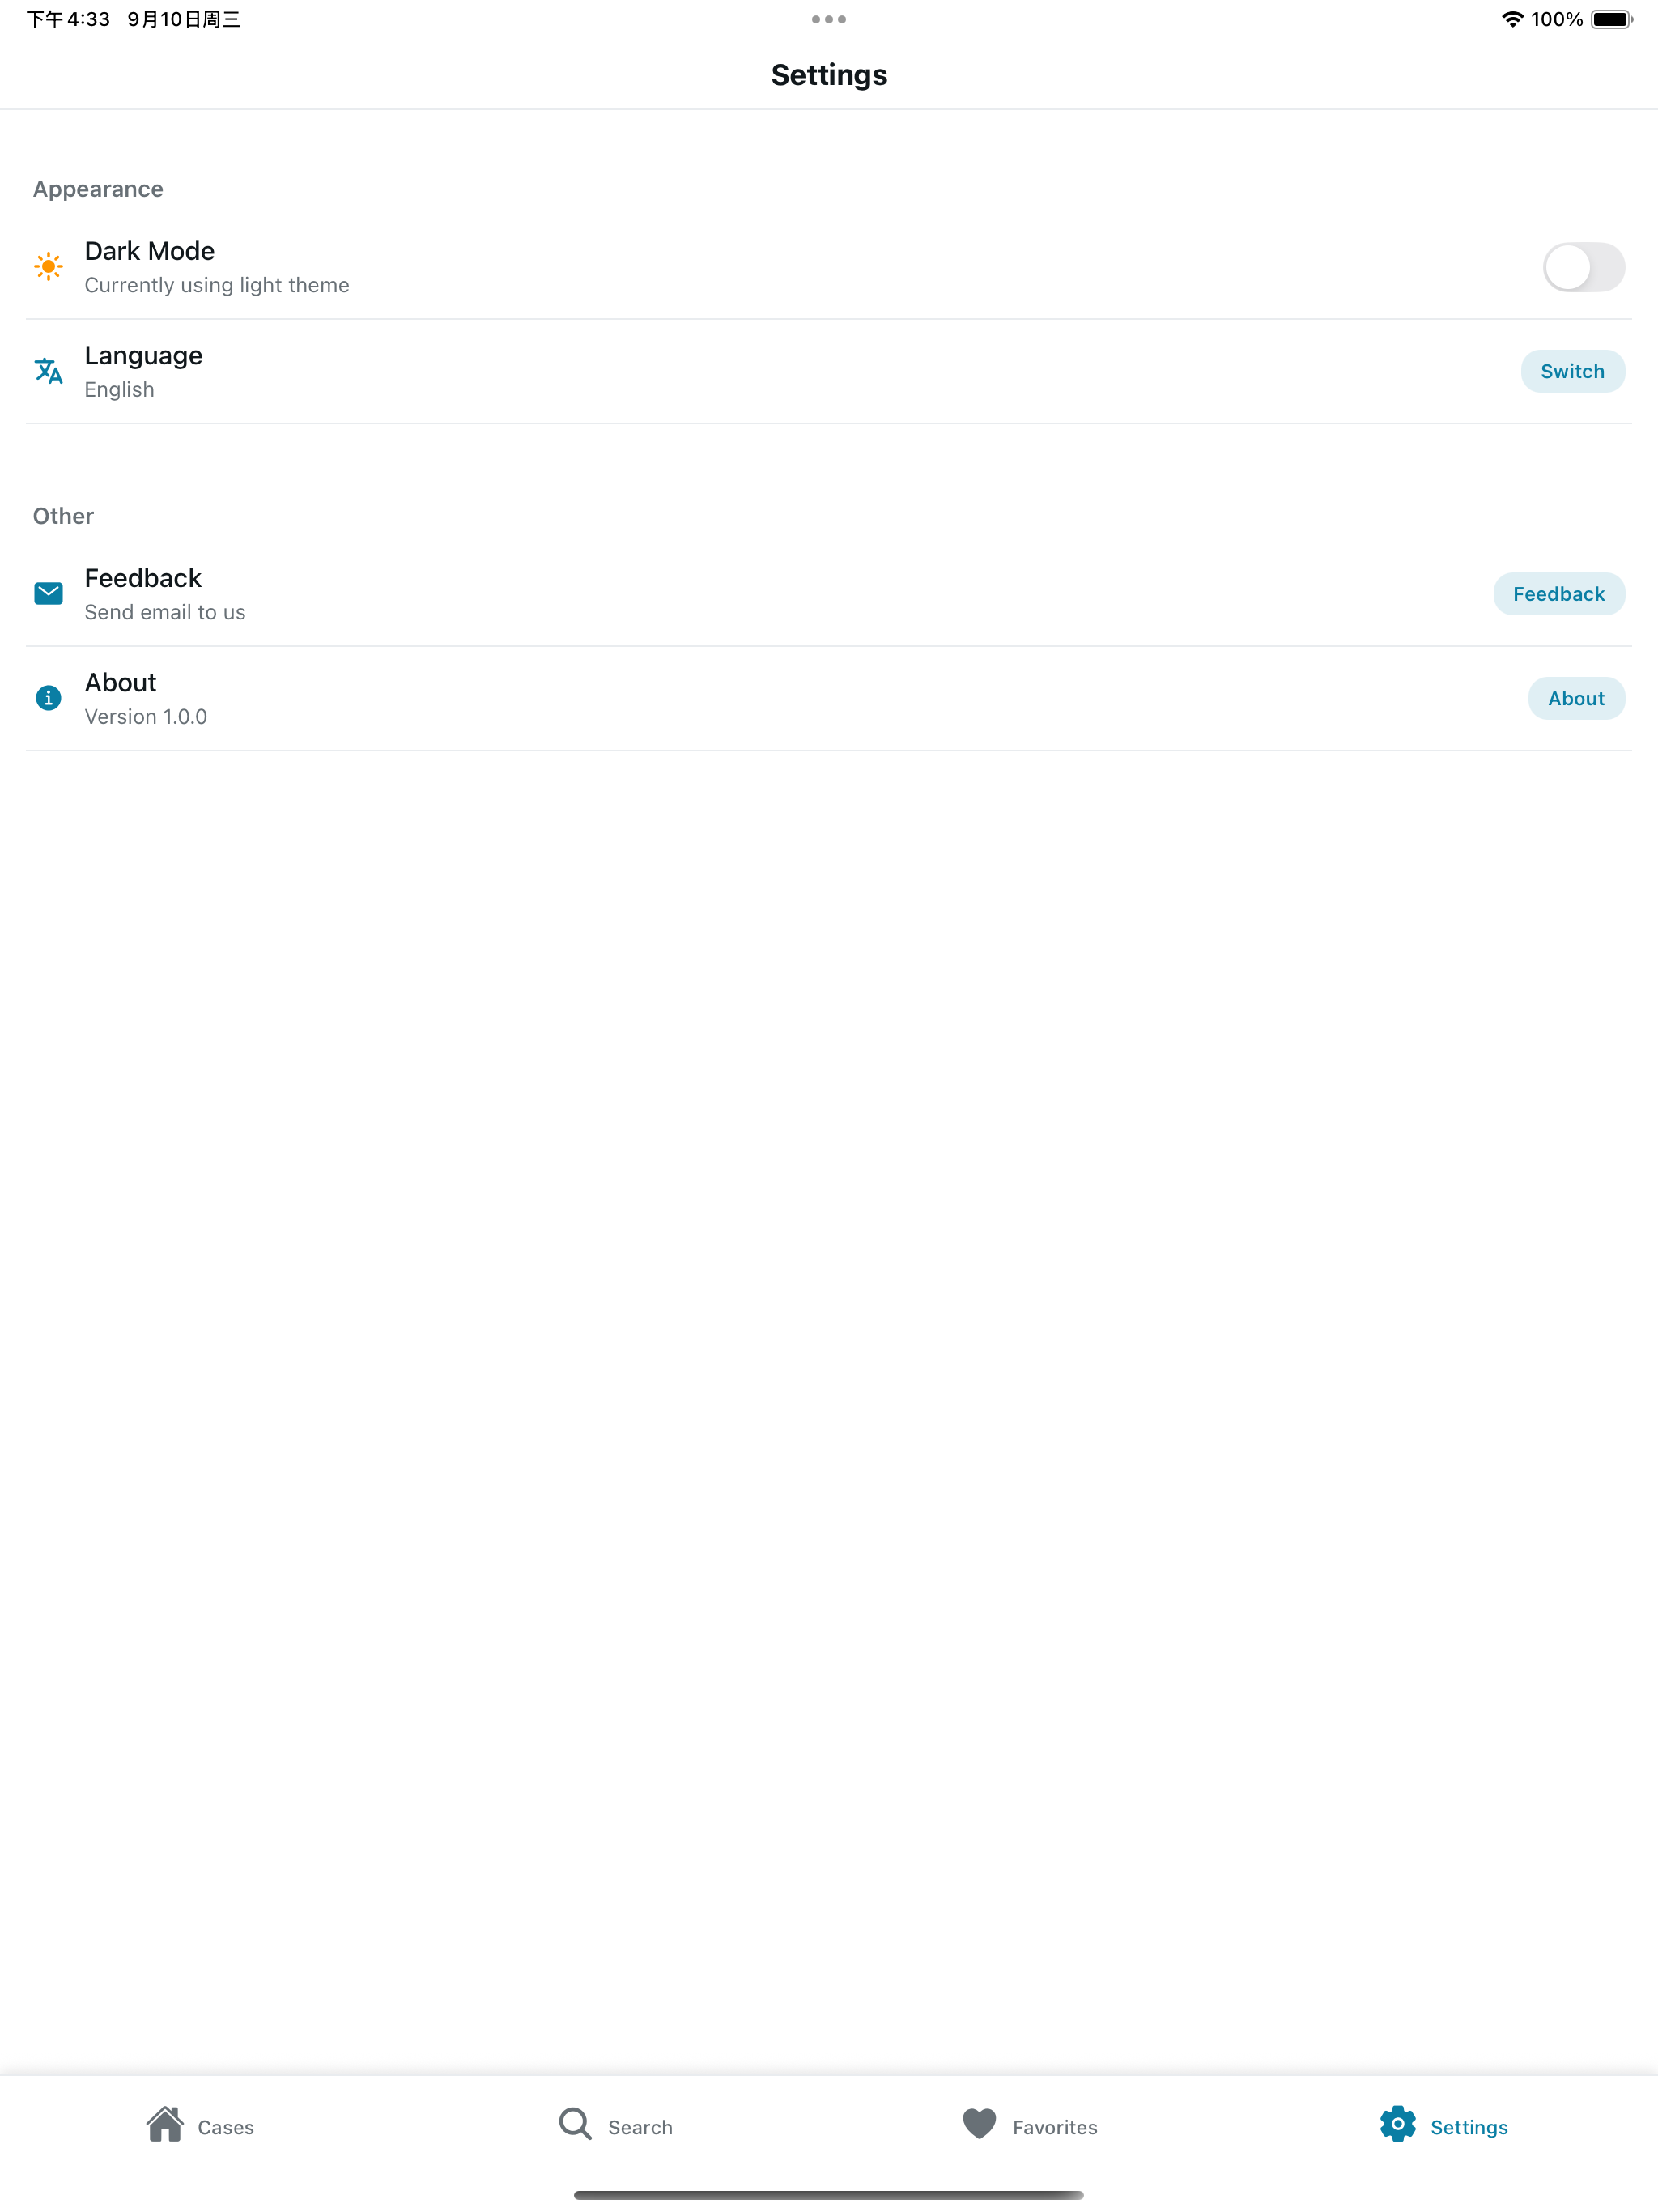 下午4:33 9月10日周三
100%
Settings
Appearance
Dark Mode
Currently using light theme
Language
English
Switch
Other
Feedback
Send email to us
Feedback
About
Version 1.0.0
About
Cases
Search
Favorites
Settings